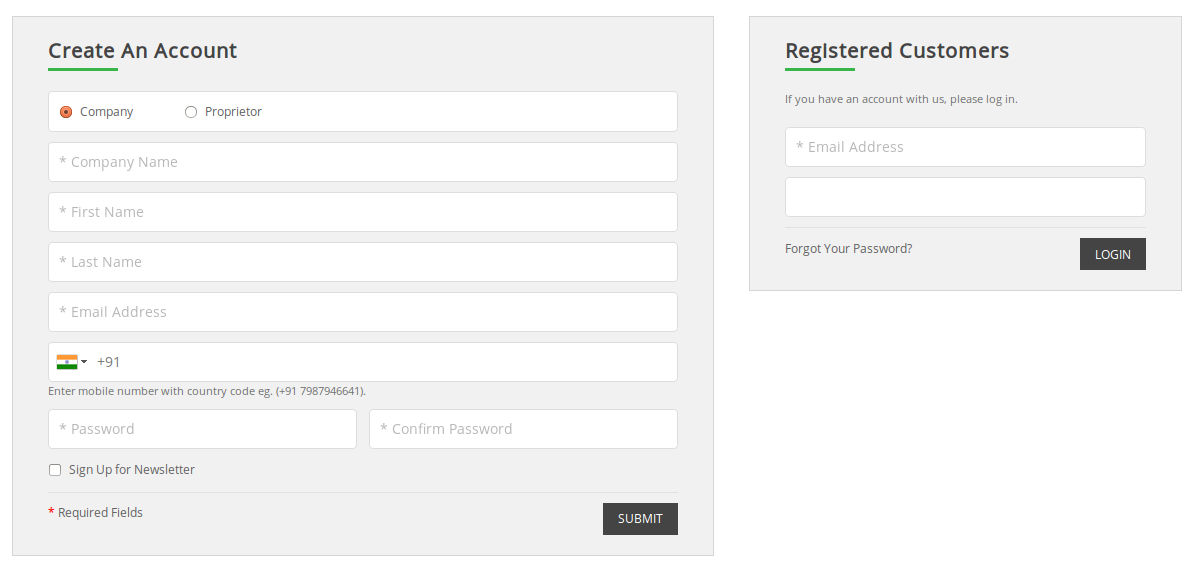 Create An Account
Company Proprietor
* Company Name
* First Name
* Last Name
* Email Address
+91
Enter mobile number with country code eg. (+91 7987946641).
* Password * Confirm Password
Sign Up for Newsletter
* Required Fields
SUBMIT
Registered Customers
If you have an account with us, please log in.
* Email Address
Forgot Your Password?
LOGIN